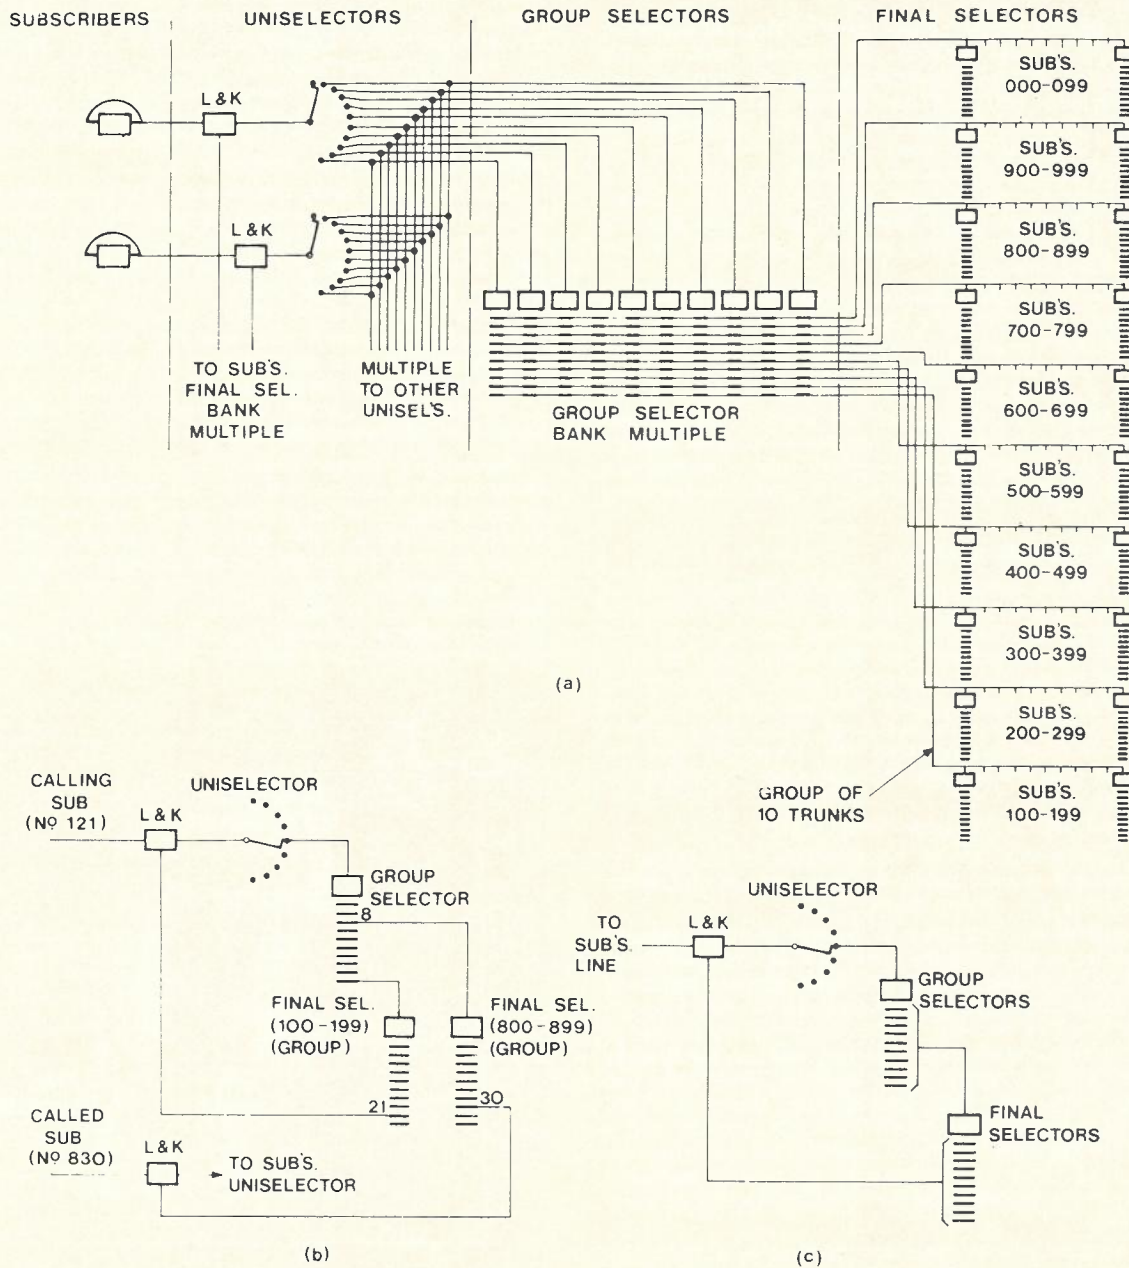 SUBSCRIBERS
UNISELECTORS
GROUP SELECTORS
FINAL SELECTORS
L & K
L & K
TO SUB'S.
FINAL SEL.
BANK
MULTIPLE
MULTIPLE
TO OTHER
UNISEL'S.
GROUP SELECTOR
BANK MULTIPLE
SUB'S.
000-099
SUB'S.
900-999
SUB'S.
800-899
SUB'S.
700-799
SUB'S.
600-699
SUB'S.
500-599
SUB'S.
400-499
SUB'S.
300-399
SUB'S.
200-299
SUB'S.
100-199
GROUP OF
10 TRUNKS
(a)
CALLING
SUB
(Nº 121)
L & K
UNISELECTOR
GROUP
SELECTOR
8
FINAL SEL.
(100-199)
(GROUP)
FINAL SEL.
(800-899)
(GROUP)
21
30
CALLED
SUB
(Nº 830)
L & K
TO SUB'S.
UNISELECTOR
(b)
TO
SUB'S.
LINE
L & K
UNISELECTOR
GROUP
SELECTORS
FINAL
SELECTORS
(c)